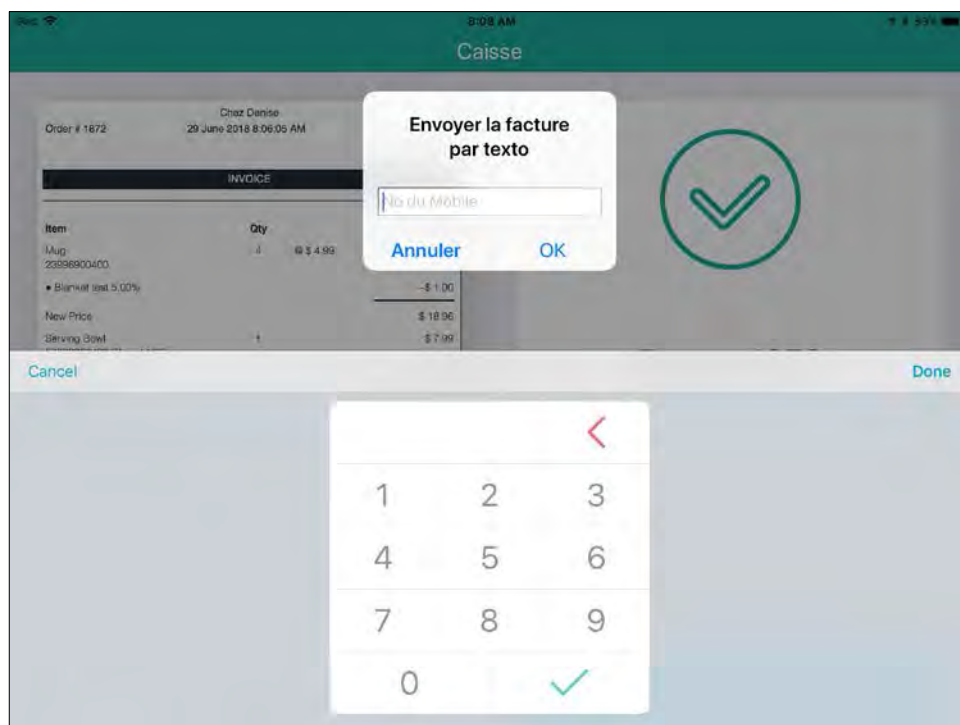 iPad
8:08 AM
Caisse
Chez Denise
Order # 1872
29 June 2018 8:06:05 AM
INVOICE
Item
Qty
Mug
4
@ $ 4.99
23996900400
• Blanket test 5.00%
-$ 1.00
New Price
$ 18.96
Serving Bowl
1
$ 7.99
Envoyer la facture
par texto
No du Mobile
Annuler
OK
Cancel
Done
1 2 3
4 5 6
7 8 9
0